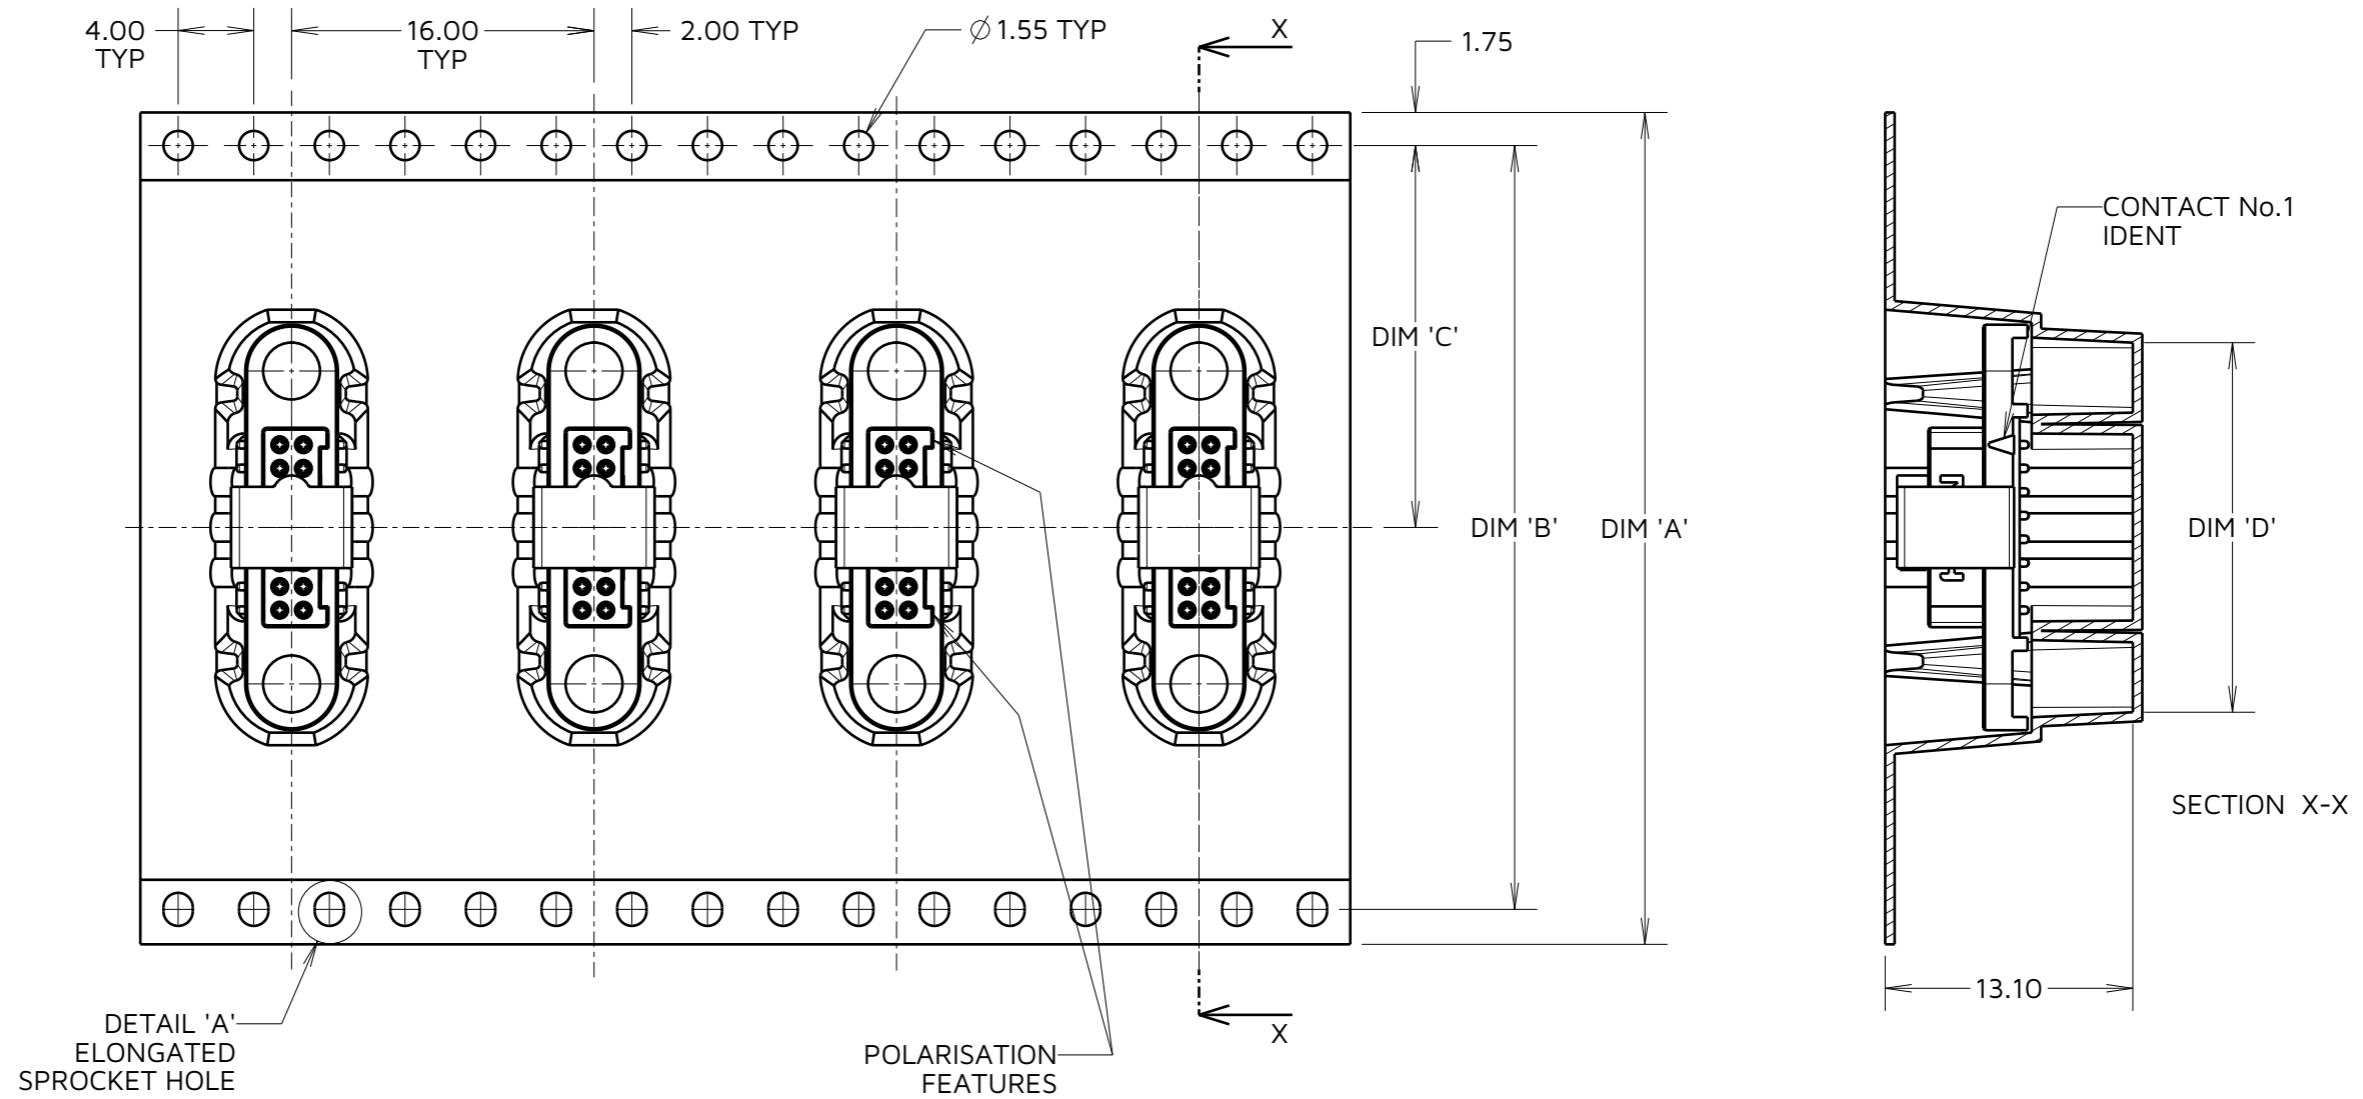 4.00
TYP
16.00
TYP
2.00 TYP
Ø1.55 TYP
X
1.75
CONTACT No.1
IDENT
DIM 'C'
DIM 'B'
DIM 'A'
DIM 'D'
SECTION X-X
13.10
DETAIL 'A'
ELONGATED
SPROCKET HOLE
POLARISATION
FEATURES
X